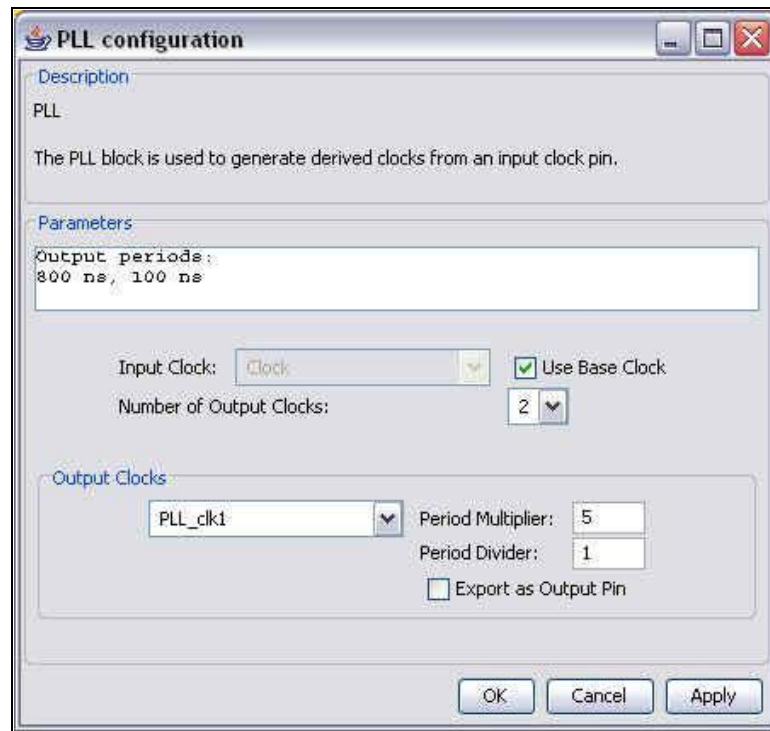 PLL configuration
Description
PLL
The PLL block is used to generate derived clocks from an input clock pin.
Parameters
Output periods:
800 ns, 100 ns
Input Clock: Clock Use Base Clock
Number of Output Clocks: 2
Output Clocks
PLL_clk1 Period Multiplier: 5
Period Divider: 1
Export as Output Pin
OK Cancel Apply